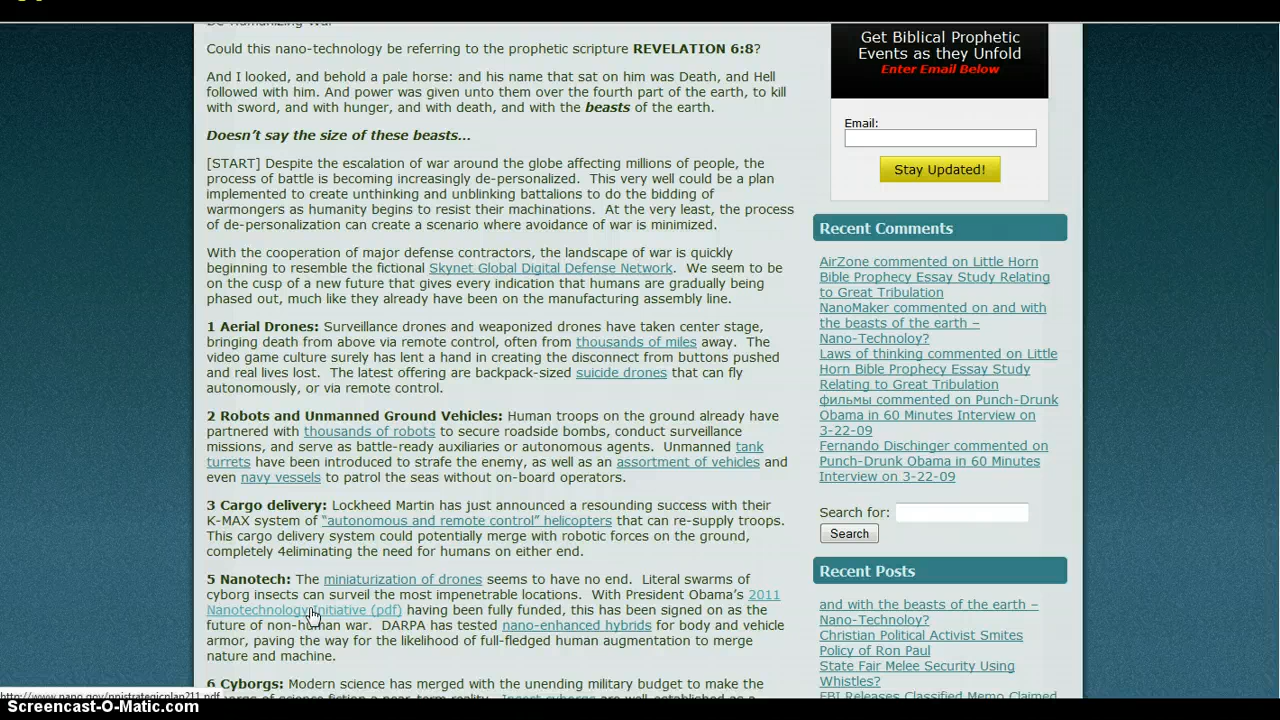 De-Humanizing War
Could this nano-technology be referring to the prophetic scripture REVELATION 6:8?
And I looked, and behold a pale horse: and his name that sat on him was Death, and Hell
followed with him. And power was given unto them over the fourth part of the earth, to kill
with sword, and with hunger, and with death, and with the beasts of the earth.
Doesn't say the size of these beasts...
[START] Despite the escalation of war around the globe affecting millions of people, the
process of battle is becoming increasingly de-personalized.  This very well could be a plan
implemented to create unthinking and unblinking battalions to do the bidding of
warmongers as humanity begins to resist their machinations.  At the very least, the process
of de-personalization can create a scenario where avoidance of war is minimized.
With the cooperation of major defense contractors, the landscape of war is quickly
beginning to resemble the fictional Skynet Global Digital Defense Network.  We seem to be
on the cusp of a new future that gives every indication that humans are gradually being
phased out, much like they already have been on the manufacturing assembly line.
1 Aerial Drones: Surveillance drones and weaponized drones have taken center stage,
bringing death from above via remote control, often from thousands of miles away.  The
video game culture surely has lent a hand in creating the disconnect from buttons pushed
and real lives lost.  The latest offering are backpack-sized suicide drones that can fly
autonomously, or via remote control.
2 Robots and Unmanned Ground Vehicles: Human troops on the ground already have
partnered with thousands of robots to secure roadside bombs, conduct surveillance
missions, and serve as battle-ready auxiliaries or autonomous agents.  Unmanned tank
turrets have been introduced to strafe the enemy, as well as an assortment of vehicles and
even navy vessels to patrol the seas without on-board operators.
3 Cargo delivery: Lockheed Martin has just announced a resounding success with their
K-MAX system of "autonomous and remote control" helicopters that can re-supply troops.
This cargo delivery system could potentially merge with robotic forces on the ground,
completely 4eliminating the need for humans on either end.
5 Nanotech: The miniaturization of drones seems to have no end.  Literal swarms of
cyborg insects can surveil the most impenetrable locations.  With President Obama's 2011
Nanotechnology Initiative (pdf) having been fully funded, this has been signed on as the
future of non-human war.  DARPA has tested nano-enhanced hybrids for body and vehicle
armor, paving the way for the likelihood of full-fledged human augmentation to merge
nature and machine.
6 Cyborgs: Modern science has merged with the unending military budget to make the
of science fiction a near-term reality. Insect cyborgs are well-established as a
Get Biblical Prophetic
Events as they Unfold
Enter Email Below
Email:
Stay Updated!
Recent Comments
AirZone commented on Little Horn
Bible Prophecy Essay Study Relating
to Great Tribulation
NanoMaker commented on and with
the beasts of the earth –
Nano-Technoloy?
Laws of thinking commented on Little
Horn Bible Prophecy Essay Study
Relating to Great Tribulation
фильмы commented on Punch-Drunk
Obama in 60 Minutes Interview on
3-22-09
Fernando Dischinger commented on
Punch-Drunk Obama in 60 Minutes
Interview on 3-22-09
Search for:
Search
Recent Posts
and with the beasts of the earth –
Nano-Technoloy?
Christian Political Activist Smites
Policy of Ron Paul
State Fair Melee Security Using
Whistles?
FBI Releases Classified Memo Claimed
http://www.nano.gov/nnistrategicplan211.pdf
Screencast-O-Matic.com